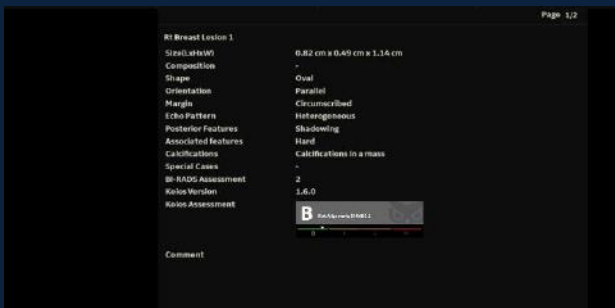 Page 1/2
Rt Breast Lesion 1
Size(LxHxW) 0.82 cm x 0.49 cm x 1.14 cm
Composition -
Shape Oval
Orientation Parallel
Margin Circumscribed
Echo Pattern Heterogeneous
Posterior Features Shadowing
Associated features Hard
Calcifications Calcifications in a mass
Special Cases -
BI-RADS Assessment 2
Koios Version 1.6.0
Koios Assessment
B
Comment